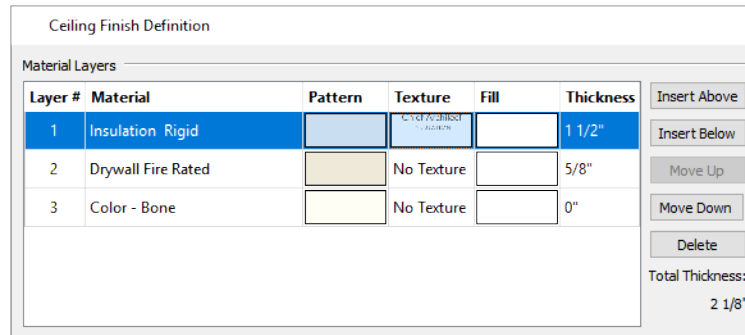 Ceiling Finish Definition
Material Layers
Layer # Material Pattern Texture Fill Thickness
1 Insulation Rigid Chief Architect 1 1/2"
2 Drywall Fire Rated No Texture 5/8"
3 Color - Bone No Texture 0"
Insert Above
Insert Below
Move Up
Move Down
Delete
Total Thickness:
2 1/8"